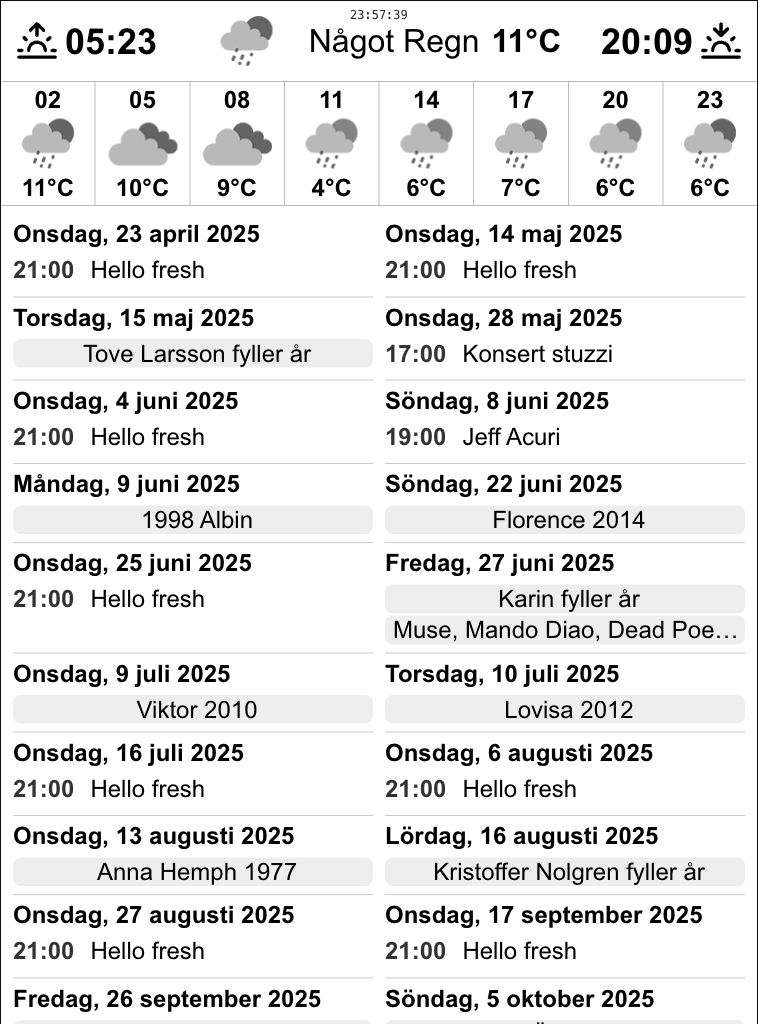 23:57:39
05:23 Något Regn 11°C 20:09
02 05 08 11 14 17 20 23
11°C 10°C 9°C 4°C 6°C 7°C 6°C 6°C
Onsdag, 23 april 2025
21:00 Hello fresh
Onsdag, 14 maj 2025
21:00 Hello fresh
Torsdag, 15 maj 2025
Tove Larsson fyller år
Onsdag, 28 maj 2025
17:00 Konsert stuzzi
Onsdag, 4 juni 2025
21:00 Hello fresh
Söndag, 8 juni 2025
19:00 Jeff Acuri
Måndag, 9 juni 2025
1998 Albin
Söndag, 22 juni 2025
Florence 2014
Onsdag, 25 juni 2025
21:00 Hello fresh
Fredag, 27 juni 2025
Karin fyller år
Muse, Mando Diao, Dead Poe…
Onsdag, 9 juli 2025
Viktor 2010
Torsdag, 10 juli 2025
Lovisa 2012
Onsdag, 16 juli 2025
21:00 Hello fresh
Onsdag, 6 augusti 2025
21:00 Hello fresh
Onsdag, 13 augusti 2025
Anna Hemph 1977
Lördag, 16 augusti 2025
Kristoffer Nolgren fyller år
Onsdag, 27 augusti 2025
21:00 Hello fresh
Onsdag, 17 september 2025
21:00 Hello fresh
Fredag, 26 september 2025
Söndag, 5 oktober 2025